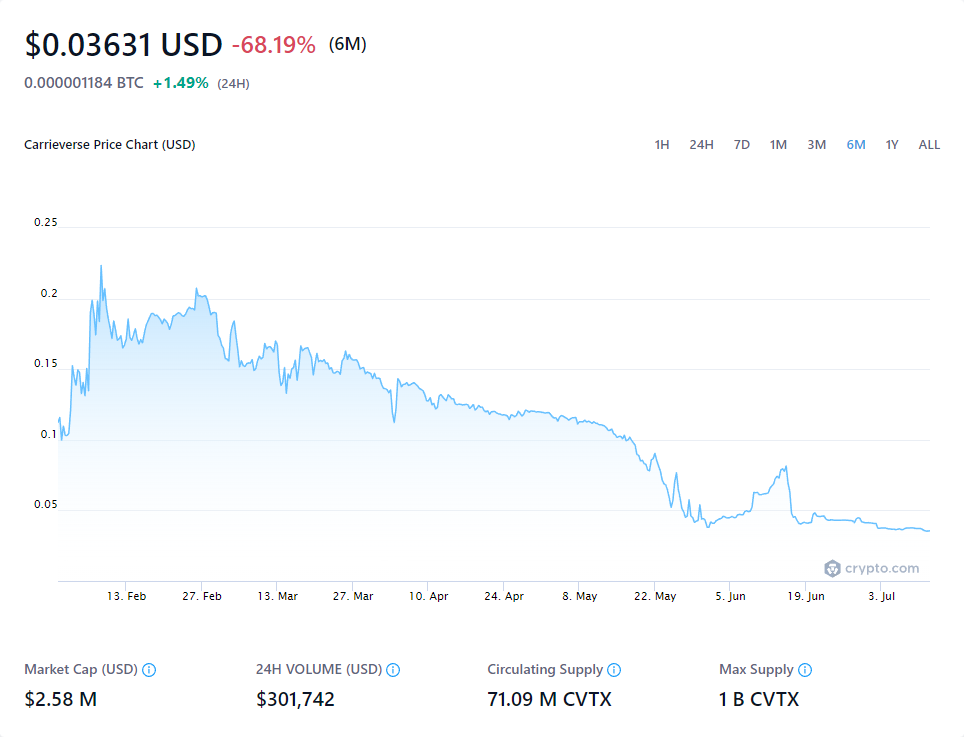 $0.03631 USD -68.19% (6M)
0.000001184 BTC +1.49% (24H)
Carrieverse Price Chart (USD) 1H 24H 7D 1M 3M 6M 1Y ALL
0.25
0.2
0.15
0.1
0.05
crypto.com
13. Feb 27. Feb 13. Mar 27. Mar 10. Apr 24. Apr 8. May 22. May 5. Jun 19. Jun 3. Jul
Market Cap (USD) 24H VOLUME (USD) Circulating Supply Max Supply
$2.58 M $301,742 71.09 M CVTX 1 B CVTX